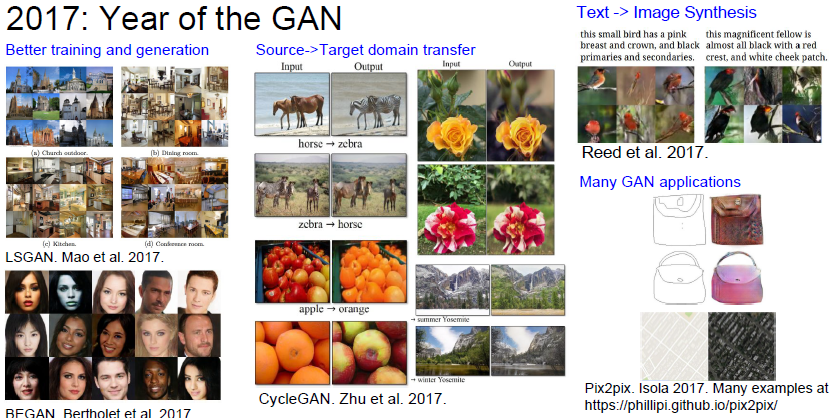 2017: Year of the GAN
Better training and generation
(a) Church outdoor.
(b) Dining room.
(c) Kitchen.
(d) Conference room.
LSGAN. Mao et al. 2017.
BEGAN. Bertholet et al. 2017.
Source->Target domain transfer
Input
Output
horse → zebra
zebra → horse
apple → orange
Input
Output
→ summer Yosemite
→ winter Yosemite
CycleGAN. Zhu et al. 2017.
Text -> Image Synthesis
this small bird has a pink
breast and crown, and black
primaries and secondaries.
this magnificent fellow is
almost all black with a red
crest, and white cheek patch.
Reed et al. 2017.
Many GAN applications
Pix2pix. Isola 2017. Many examples at
https://phillipi.github.io/pix2pix/